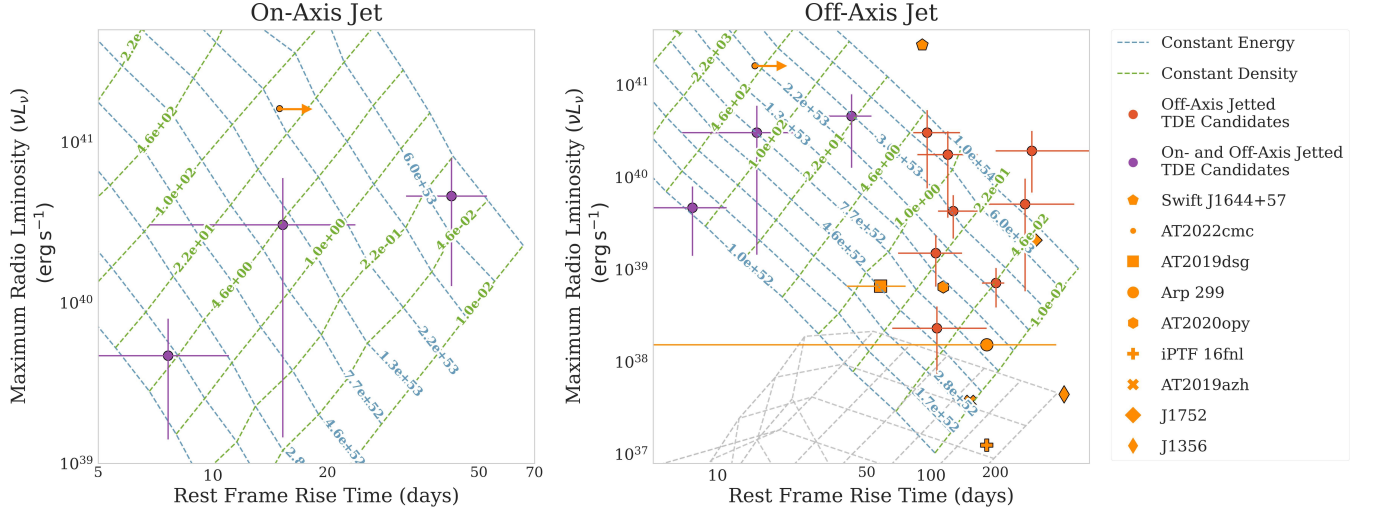 On-Axis Jet
Maximum Radio Lminosity (νLν)
(erg s⁻¹)
10⁴¹
10⁴⁰
10³⁹
5
10
20
50
70
Rest Frame Rise Time (days)
2.2e+
4.6e+02
1.0e+02
2.2e+01
4.6e+00
1.0e+00
2.2e-01
4.6e-02
1.0e-02
6.0e+53
2.2e+53
1.3e+53
7.7e+52
4.6e+52
2.8
Off-Axis Jet
Maximum Radio Lminosity (νLν)
(erg s⁻¹)
10⁴¹
10⁴⁰
10³⁹
10³⁸
10³⁷
10
50
100
200
Rest Frame Rise Time (days)
2.2e+03
4.6e+02
1.0e+02
2.2e+01
4.6e+00
1.0e+00
2.2e-01
4.6e-02
1.0e-02
2.2e+53
1.0e+54
6.0e+53
7.7e+52
4.6e+52
1.0e+52
2.8e+52
1.7e+52
Constant Energy
Constant Density
Off-Axis Jetted
TDE Candidates
On- and Off-Axis Jetted
TDE Candidates
Swift J1644+57
AT2022cmc
AT2019dsg
Arp 299
AT2020opy
iPTF 16fnl
AT2019azh
J1752
J1356